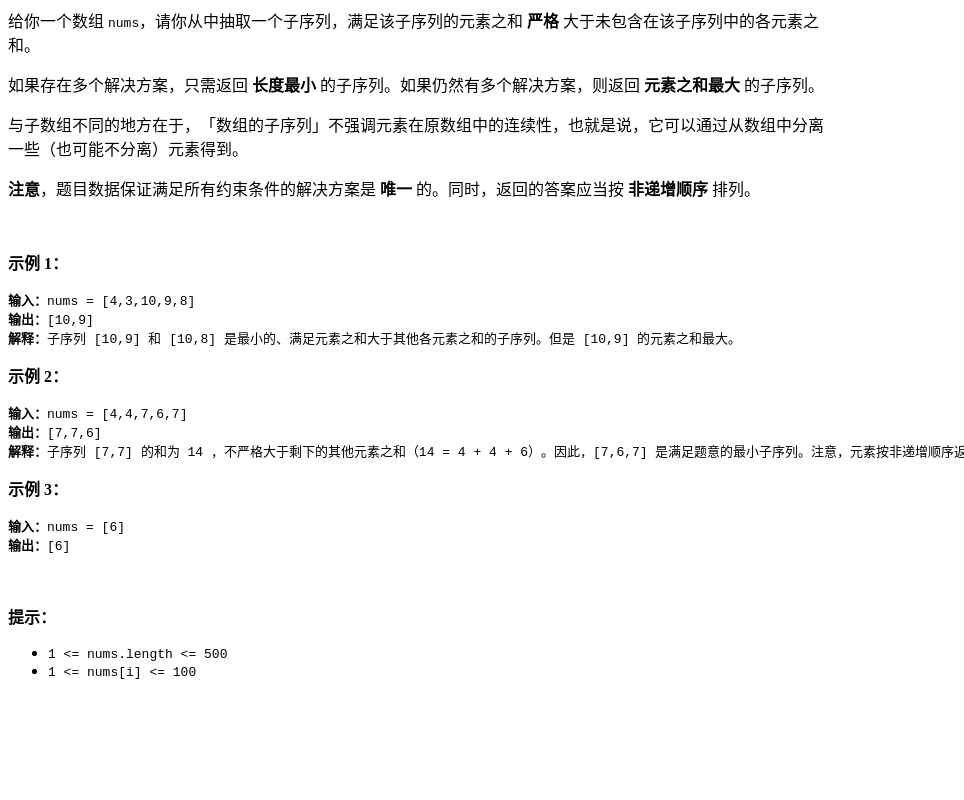 给你一个数组 nums，请你从中抽取一个子序列，满足该子序列的元素之和 严格 大于未包含在该子序列中的各元素之
和。
如果存在多个解决方案，只需返回 长度最小 的子序列。如果仍然有多个解决方案，则返回 元素之和最大 的子序列。
与子数组不同的地方在于，「数组的子序列」不强调元素在原数组中的连续性，也就是说，它可以通过从数组中分离
一些（也可能不分离）元素得到。
注意，题目数据保证满足所有约束条件的解决方案是 唯一 的。同时，返回的答案应当按 非递增顺序 排列。
示例 1：
输入：nums = [4,3,10,9,8]
输出：[10,9]
解释：子序列 [10,9] 和 [10,8] 是最小的、满足元素之和大于其他各元素之和的子序列。但是 [10,9] 的元素之和最大。
示例 2：
输入：nums = [4,4,7,6,7]
输出：[7,7,6]
解释：子序列 [7,7] 的和为 14 ，不严格大于剩下的其他元素之和（14 = 4 + 4 + 6）。因此，[7,6,7] 是满足题意的最小子序列。注意，元素按非递增顺序返
示例 3：
输入：nums = [6]
输出：[6]
提示：
• 1 <= nums.length <= 500
• 1 <= nums[i] <= 100